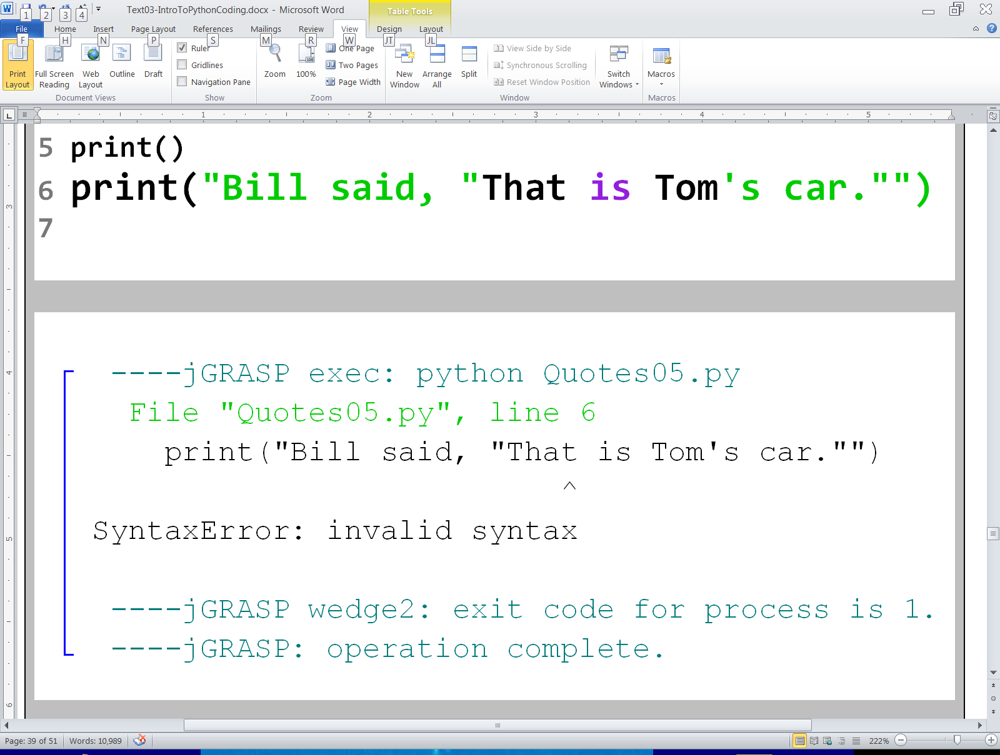 Text03-IntroToPythonCoding.docx - Microsoft Word
Table Tools
1 2 3 4
File Home Insert Page Layout References Mailings Review View Design Layout
F H N P S M R W JT JL
Print Layout
Full Screen Reading
Web Layout
Outline
Draft
Document Views
Ruler
Gridlines
Navigation Pane
Show
Zoom
100%
One Page
Two Pages
Page Width
Zoom
New Window
Arrange All
Split
View Side by Side
Synchronous Scrolling
Reset Window Position
Window
Switch Windows
Macros
Macros
1 2 3 4 5
5 print()
6 print("Bill said, "That is Tom's car."")
7
3
4
5
6
----jGRASP exec: python Quotes05.py
File "Quotes05.py", line 6
print("Bill said, "That is Tom's car."")
^
SyntaxError: invalid syntax
----jGRASP wedge2: exit code for process is 1.
----jGRASP: operation complete.
Page: 39 of 51 Words: 10,989 222%